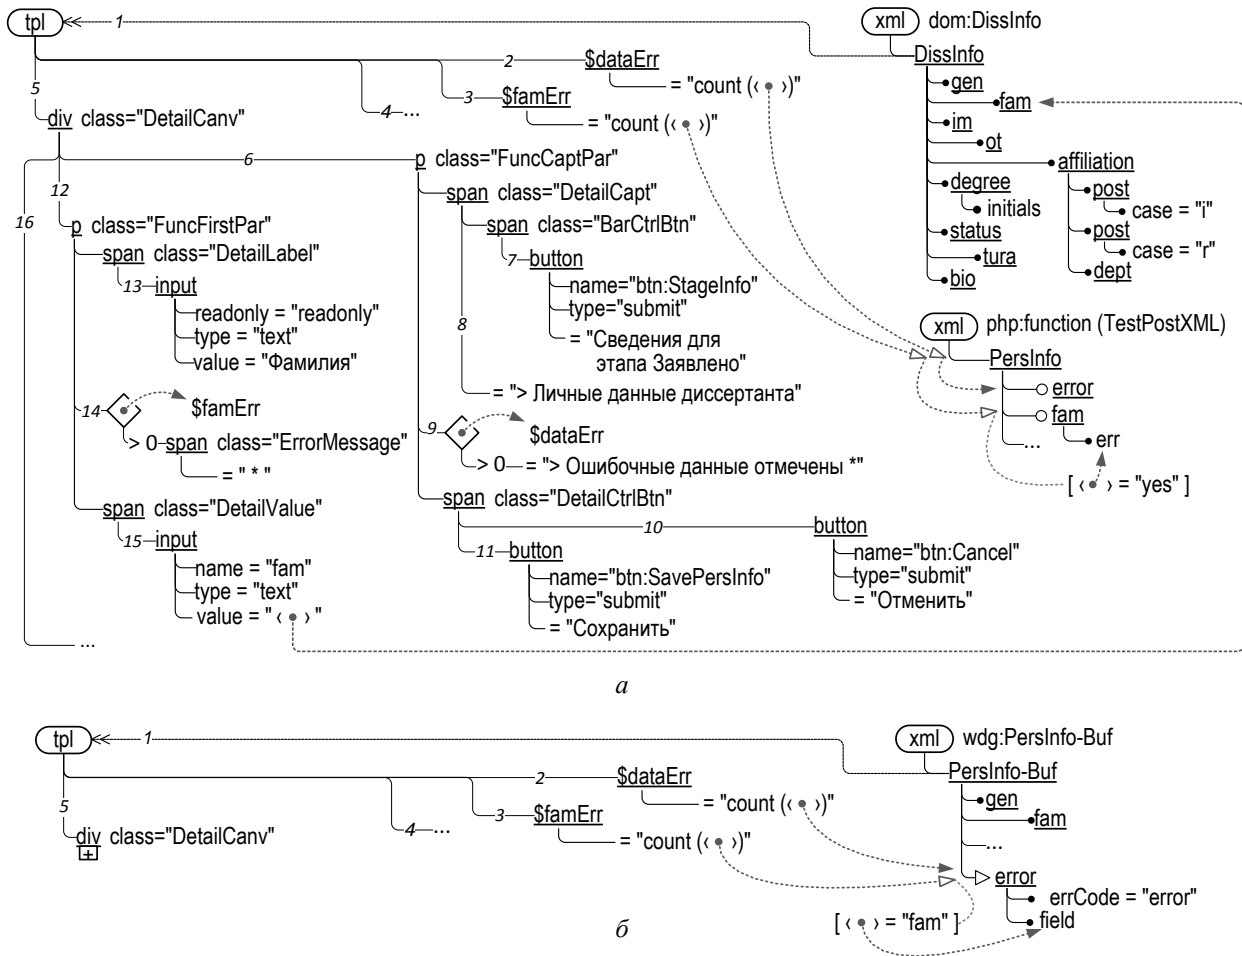 tpl
1
xml dom:DissInfo
DissInfo
gen
fam
im
ot
affiliation
post
case = "i"
post
case = "r"
dept
degree
initials
status
tura
bio
2 $dataErr
= "count (‹ • ›)"
3 $famErr
= "count (‹ • ›)"
4 ...
5
div class="DetailCanv"
6
p class="FuncCaptPar"
span class="DetailCapt"
span class="BarCtrlBtn"
7 button
name="btn:StageInfo"
type="submit"
= "Сведения для
этапа Заявлено"
8
= "> Личные данные диссертанта"
9
$dataErr
> 0 = "> Ошибочные данные отмечены *"
span class="DetailCtrlBtn"
10 button
name="btn:Cancel"
type="submit"
= "Отменить"
11 button
name="btn:SavePersInfo"
type="submit"
= "Сохранить"
12
p class="FuncFirstPar"
span class="DetailLabel"
13 input
readonly = "readonly"
type = "text"
value = "Фамилия"
14
$famErr
> 0 span class="ErrorMessage"
= " * "
span class="DetailValue"
15 input
name = "fam"
type = "text"
value = " ‹ • › "
16
...
xml php:function (TestPostXML)
PersInfo
error
fam
err
...
[ ‹ • › = "yes" ]
а
tpl
1
xml wdg:PersInfo-Buf
PersInfo-Buf
gen
fam
...
error
errCode = "error"
field
2 $dataErr
= "count (‹ • ›)"
3 $famErr
= "count (‹ • ›)"
4 ...
5
div class="DetailCanv"
+
[ ‹ • › = "fam" ]
б